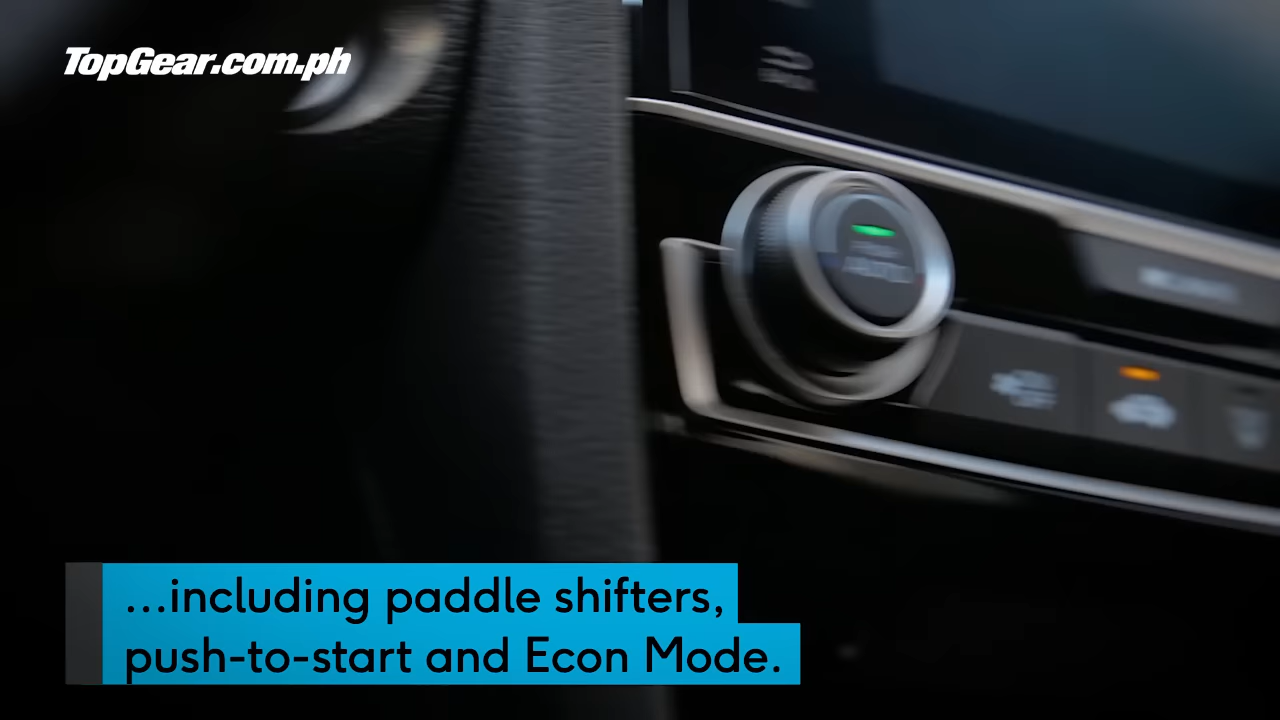 TopGear.com.ph
...including paddle shifters,
push-to-start and Econ Mode.